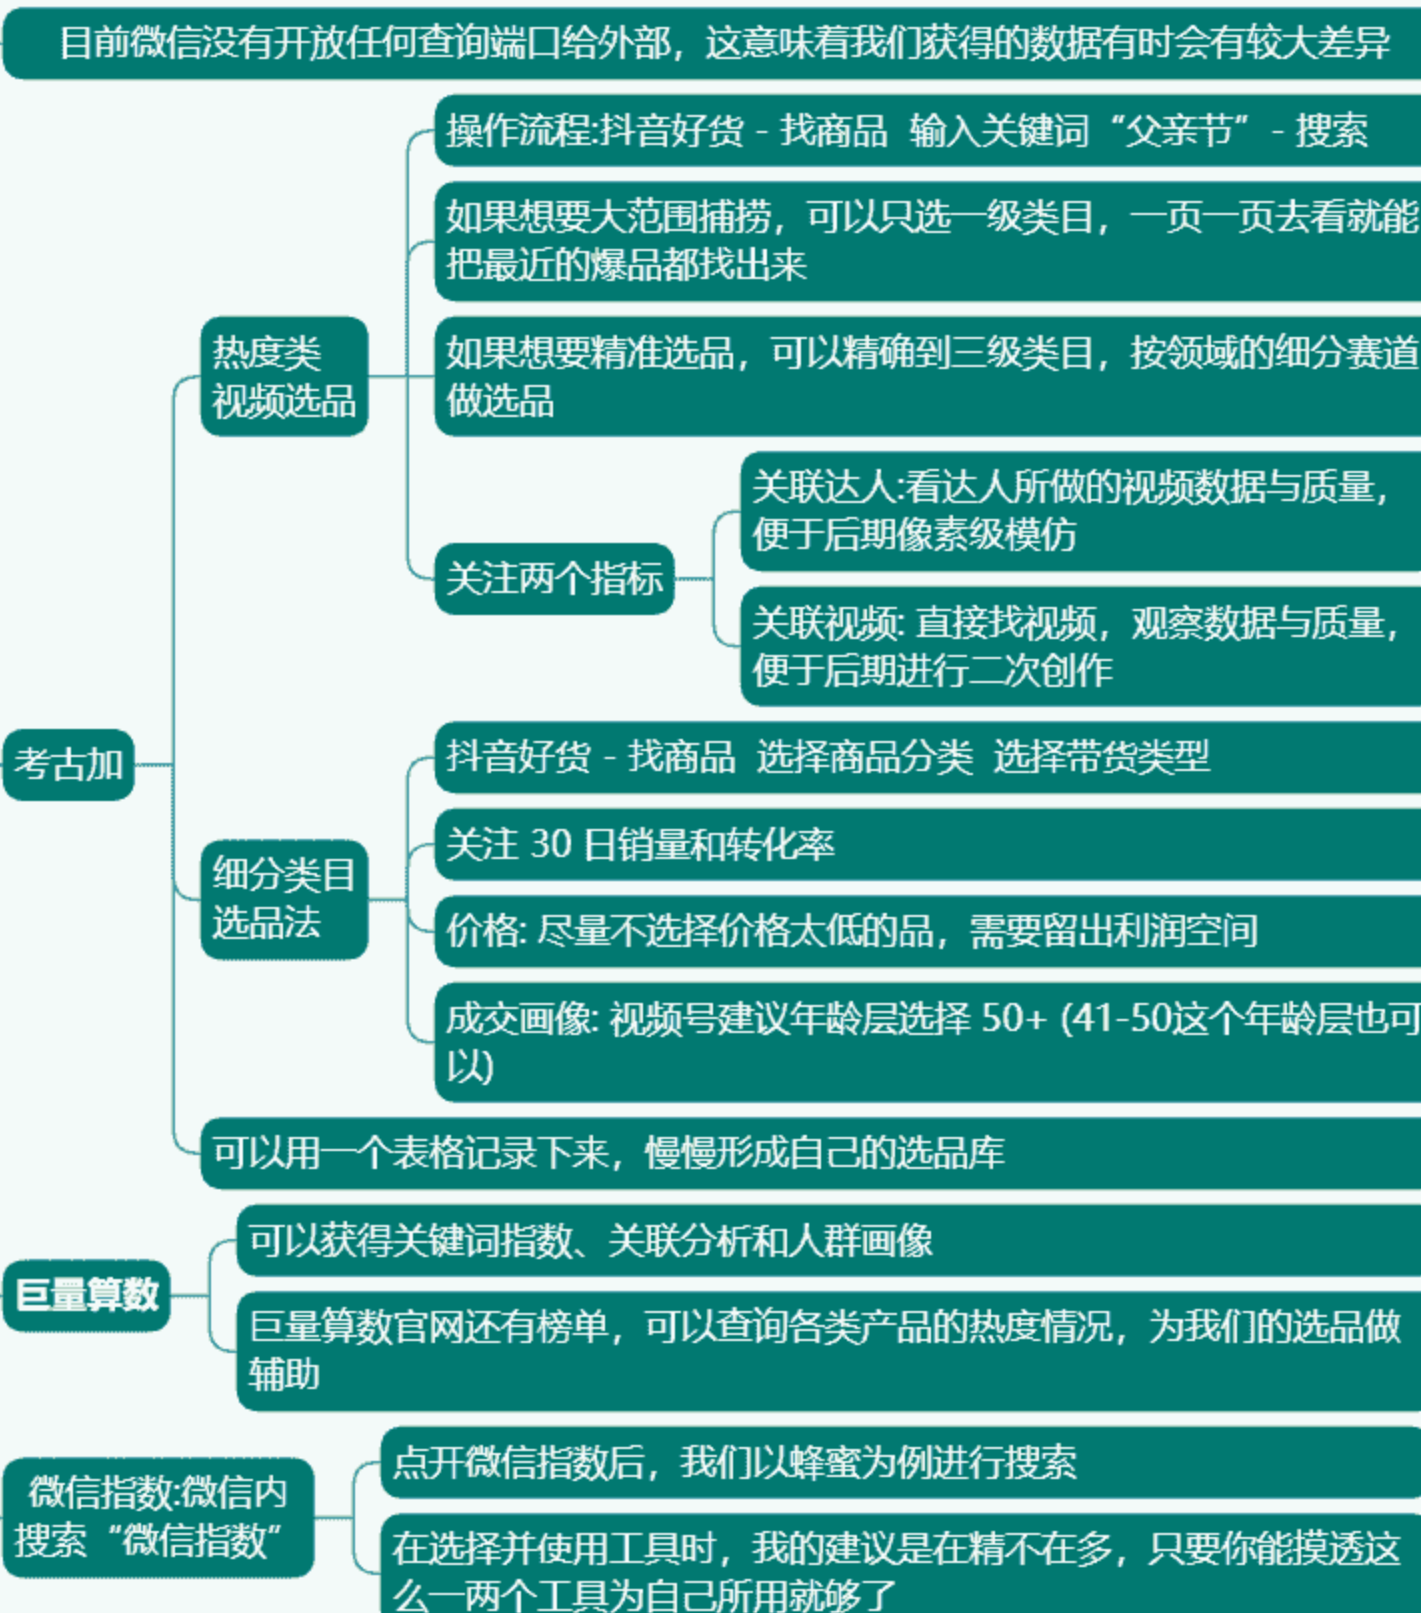 目前微信没有开放任何查询端口给外部，这意味着我们获得的数据有时会有较大差异
操作流程:抖音好货 - 找商品  输入关键词“父亲节” - 搜索
如果想要大范围捕捞，可以只选一级类目，一页一页去看就能
把最近的爆品都找出来
热度类
视频选品
如果想要精准选品，可以精确到三级类目，按领域的细分赛道
做选品
关联达人:看达人所做的视频数据与质量，
便于后期像素级模仿
关注两个指标
关联视频: 直接找视频，观察数据与质量，
便于后期进行二次创作
考古加
抖音好货 - 找商品  选择商品分类  选择带货类型
关注 30 日销量和转化率
细分类目
选品法
价格: 尽量不选择价格太低的品，需要留出利润空间
成交画像: 视频号建议年龄层选择 50+ (41-50这个年龄层也可
以)
可以用一个表格记录下来，慢慢形成自己的选品库
可以获得关键词指数、关联分析和人群画像
巨量算数
巨量算数官网还有榜单，可以查询各类产品的热度情况，为我们的选品做
辅助
点开微信指数后，我们以蜂蜜为例进行搜索
微信指数:微信内
搜索“微信指数”
在选择并使用工具时，我的建议是在精不在多，只要你能摸透这
么一两个工具为自己所用就够了